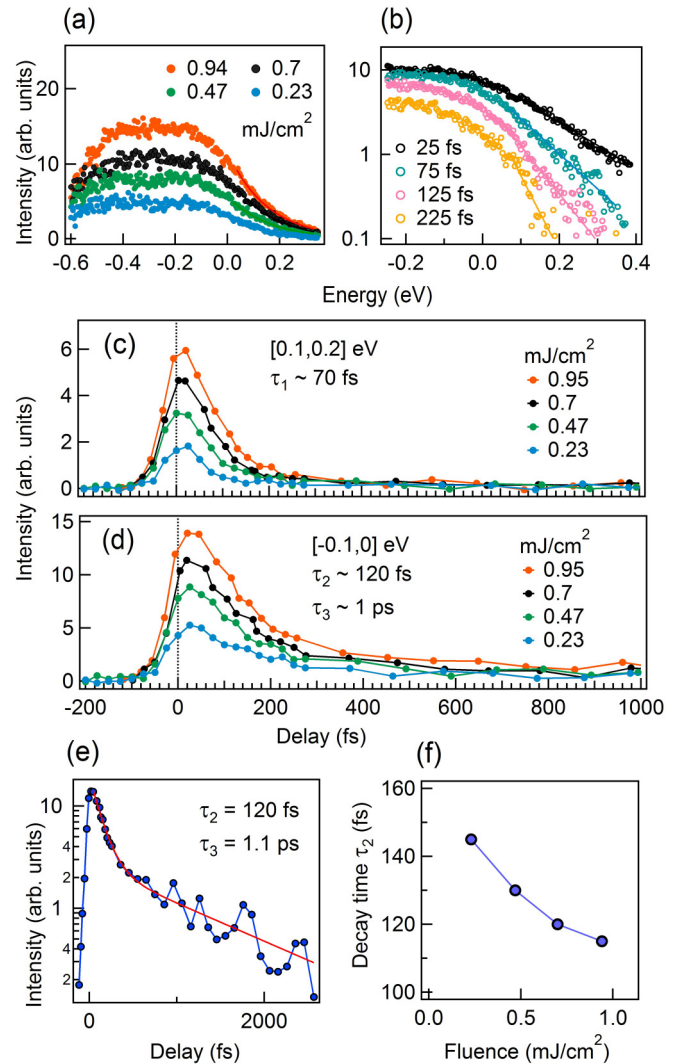 (a)
Intensity (arb. units)
20
10
0
0.94 0.7
0.47 0.23
mJ/cm²
-0.6 -0.4 -0.2 0.0 0.2
(b)
10
1
0.1
25 fs
75 fs
125 fs
225 fs
-0.2 0.0 0.2 0.4
Energy (eV)
(c)
Intensity (arb. units)
6
4
2
0
[0.1,0.2] eV
τ₁ ~ 70 fs
mJ/cm²
0.95
0.7
0.47
0.23
(d)
15
10
5
0
[-0.1,0] eV
τ₂ ~ 120 fs
τ₃ ~ 1 ps
mJ/cm²
0.95
0.7
0.47
0.23
-200 0 200 400 600 800 1000
Delay (fs)
(e)
Intensity (arb. units)
10
4
2
1
4
2
τ₂ = 120 fs
τ₃ = 1.1 ps
0 2000
Delay (fs)
(f)
Decay time τ₂ (fs)
160
140
120
100
0.0 0.5 1.0
Fluence (mJ/cm²)